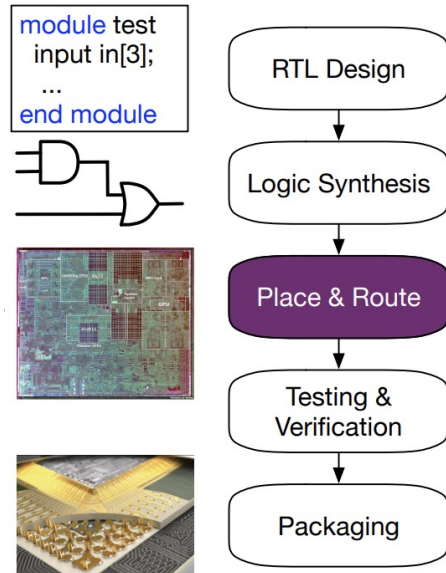 module test
input in[3];
...
end module
RTL Design
Logic Synthesis
Place & Route
Testing &
Verification
Packaging